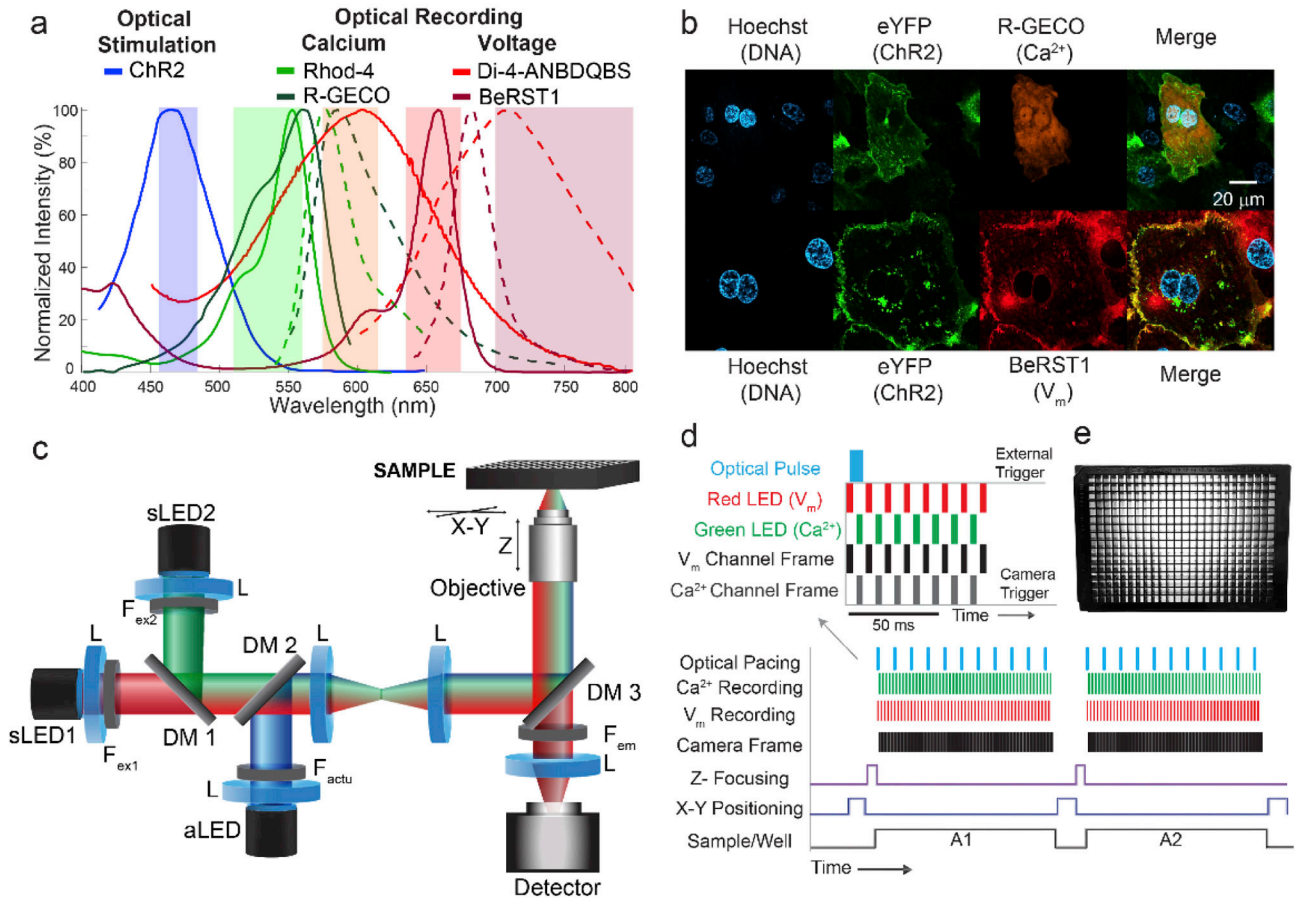 a
Optical
Stimulation
ChR2
Optical Recording
Calcium
Rhod-4
R-GECO
Voltage
Di-4-ANBDQBS
BeRST1
Normalized Intensity (%)
100
80
60
40
20
0
400 450 500 550 600 650 700 750 800
Wavelength (nm)
b
Hoechst
(DNA)
eYFP
(ChR2)
R-GECO
(Ca²⁺)
Merge
20 μm
Hoechst
(DNA)
eYFP
(ChR2)
BeRST1
(Vm)
Merge
c
SAMPLE
X-Y
Z
Objective
sLED2
L
Fex2
L
DM 2
L
L
DM 3
sLED1
Fex1
DM 1
Fem
L
Factu
L
aLED
Detector
d
Optical Pulse
External
Trigger
Red LED (Vm)
Green LED (Ca²⁺)
Vm Channel Frame
Ca²⁺ Channel Frame
Camera
Trigger
50 ms
Time
e
Optical Pacing
Ca²⁺ Recording
Vm Recording
Camera Frame
Z- Focusing
X-Y Positioning
Sample/Well
A1
A2
Time